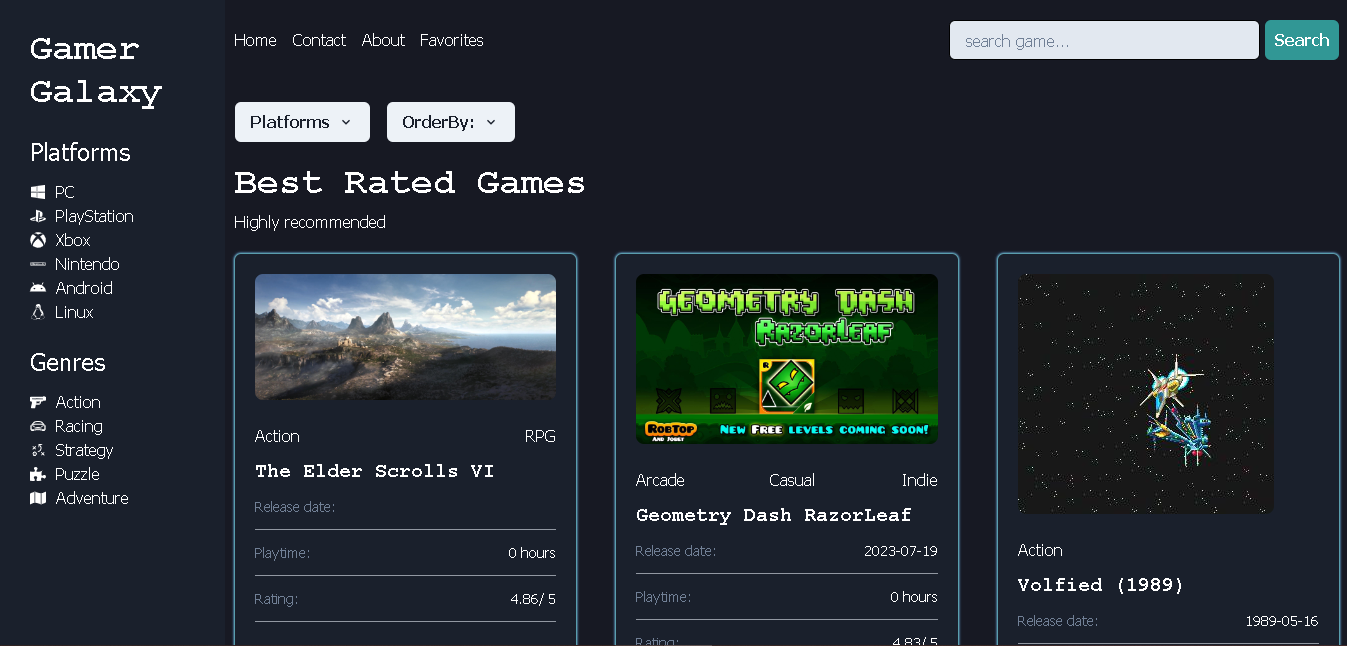 Gamer
Galaxy
Platforms
PC
PlayStation
Xbox
Nintendo
Android
Linux
Genres
Action
Racing
Strategy
Puzzle
Adventure
Home Contact About Favorites
search game...
Search
Platforms
OrderBy:
Best Rated Games
Highly recommended
Action RPG
The Elder Scrolls VI
Release date:
Playtime: 0 hours
Rating: 4.86/ 5
GEOMETRY DASH
RAZORLEAF
ROBTOP
AND JOGET
NEW FREE LEVELS COMING SOON!
Arcade Casual Indie
Geometry Dash RazorLeaf
Release date: 2023-07-19
Playtime: 0 hours
Rating: 4.83/ 5
Action
Volfied (1989)
Release date: 1989-05-16